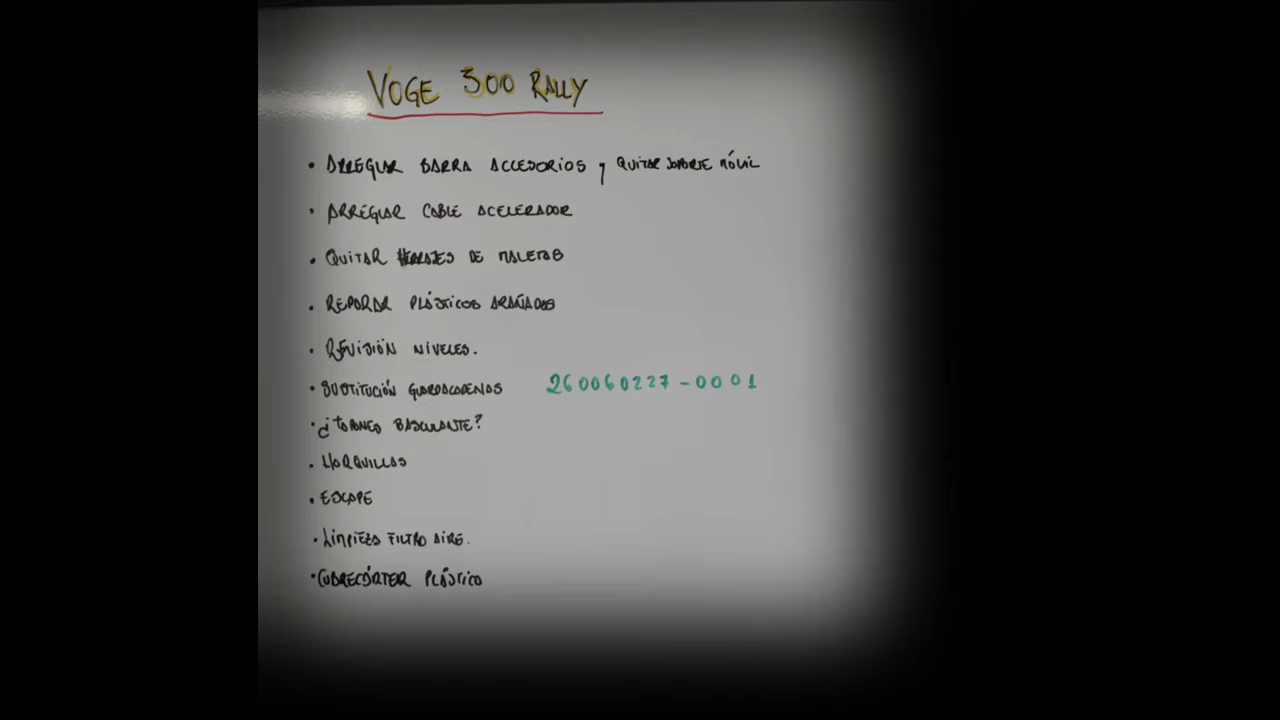 VOGE 300 RALLY
• ARREGLAR BARRA ACCESORIOS y QUITAR SOPORTE MÓVIL
• ARREGLAR CABLE ACELERADOR
• QUITAR HERRAJES DE MALETAS
• REPARAR PLÁSTICOS ARAÑADOS
• REVISIÓN NIVELES.
• SUSTITUCIÓN GUARDACADENAS 260060227-0001
• ¿TOPONES BASCULANTE?
• HORQUILLAS
• ESCAPE
• LIMPIEZA FILTRO AIRE.
• CUBRECÁRTER PLÁSTICO